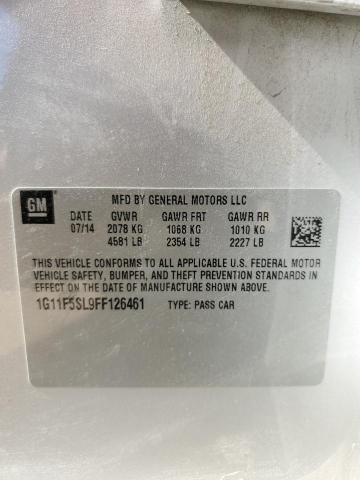 GM
MFD BY GENERAL MOTORS LLC
DATE GVWR GAWR FRT GAWR RR
07/14 2078 KG 1068 KG 1010 KG
4581 LB 2354 LB 2227 LB
THIS VEHICLE CONFORMS TO ALL APPLICABLE U.S. FEDERAL MOTOR
VEHICLE SAFETY, BUMPER, AND THEFT PREVENTION STANDARDS IN
EFFECT ON THE DATE OF MANUFACTURE SHOWN ABOVE.
1G11F5SL9FF126461 TYPE: PASS CAR